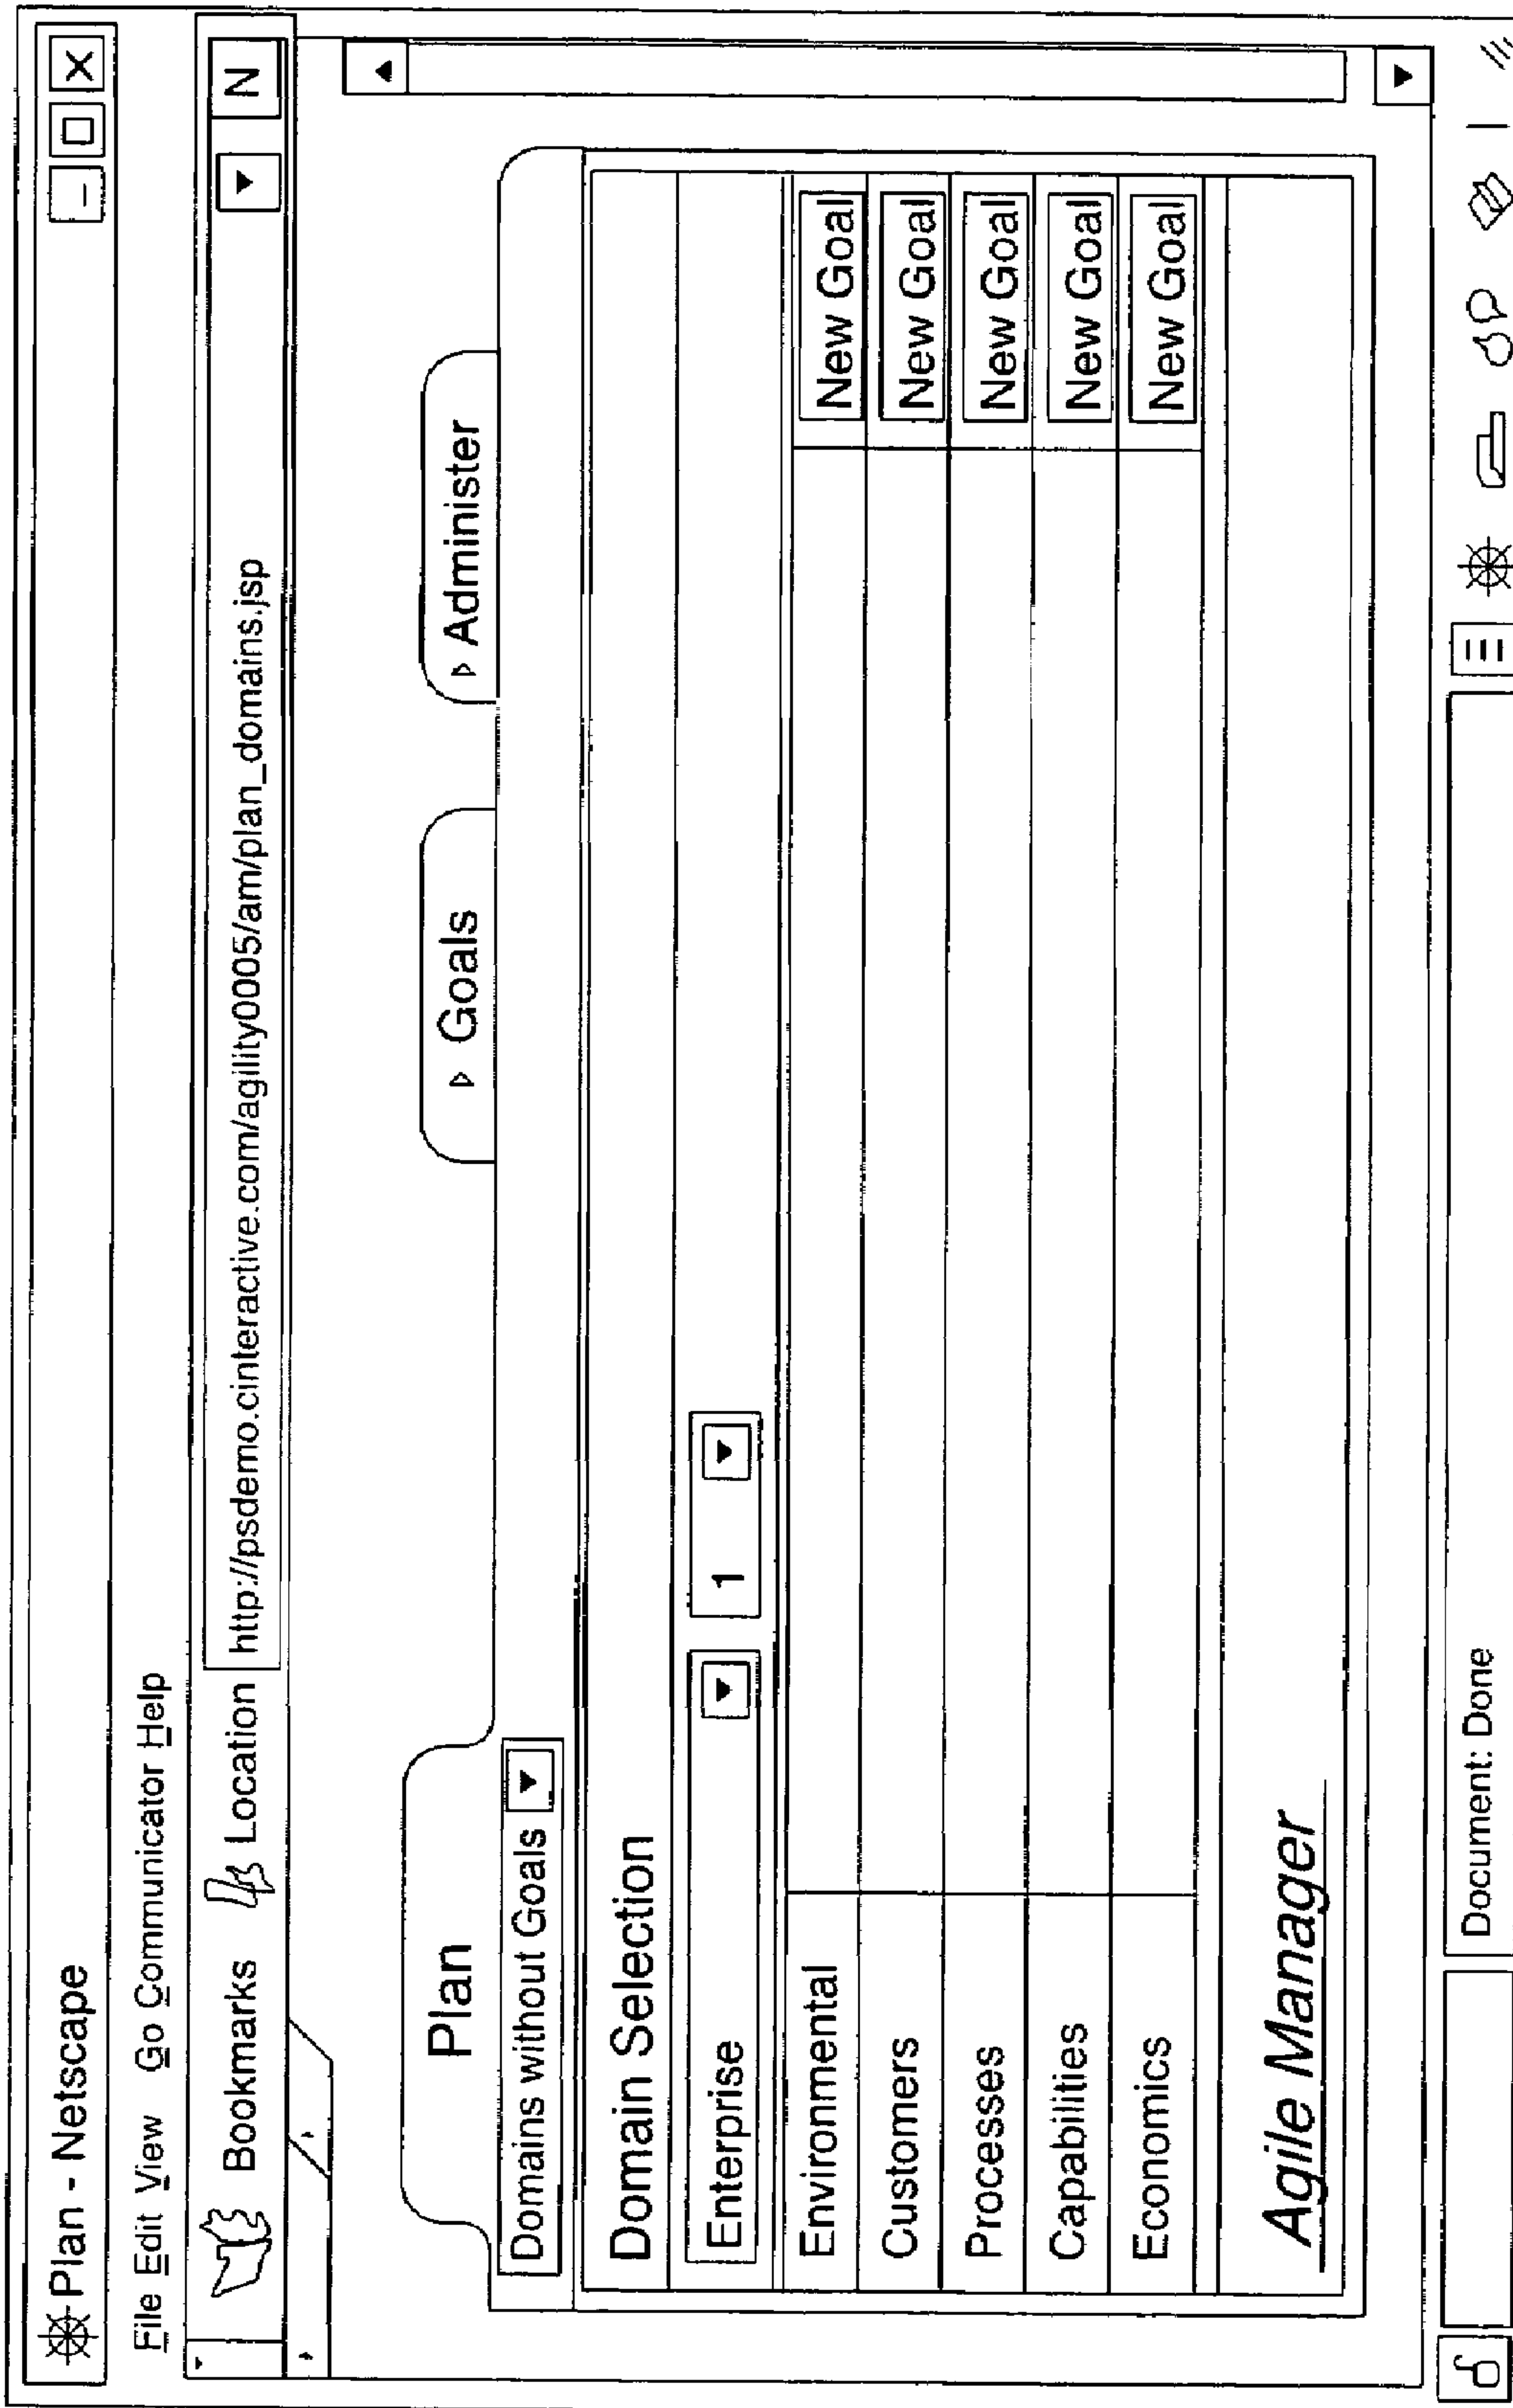 Plan - Netscape
File Edit View Go Communicator Help
Bookmarks Location http://psdemo.cinteractive.com/agility0005/am/plan_domains.jsp N
Plan Goals Administer
Domains without Goals
Domain Selection
Enterprise 1
Environmental New Goal
Customers New Goal
Processes New Goal
Capabilities New Goal
Economics New Goal
Agile Manager
Document: Done